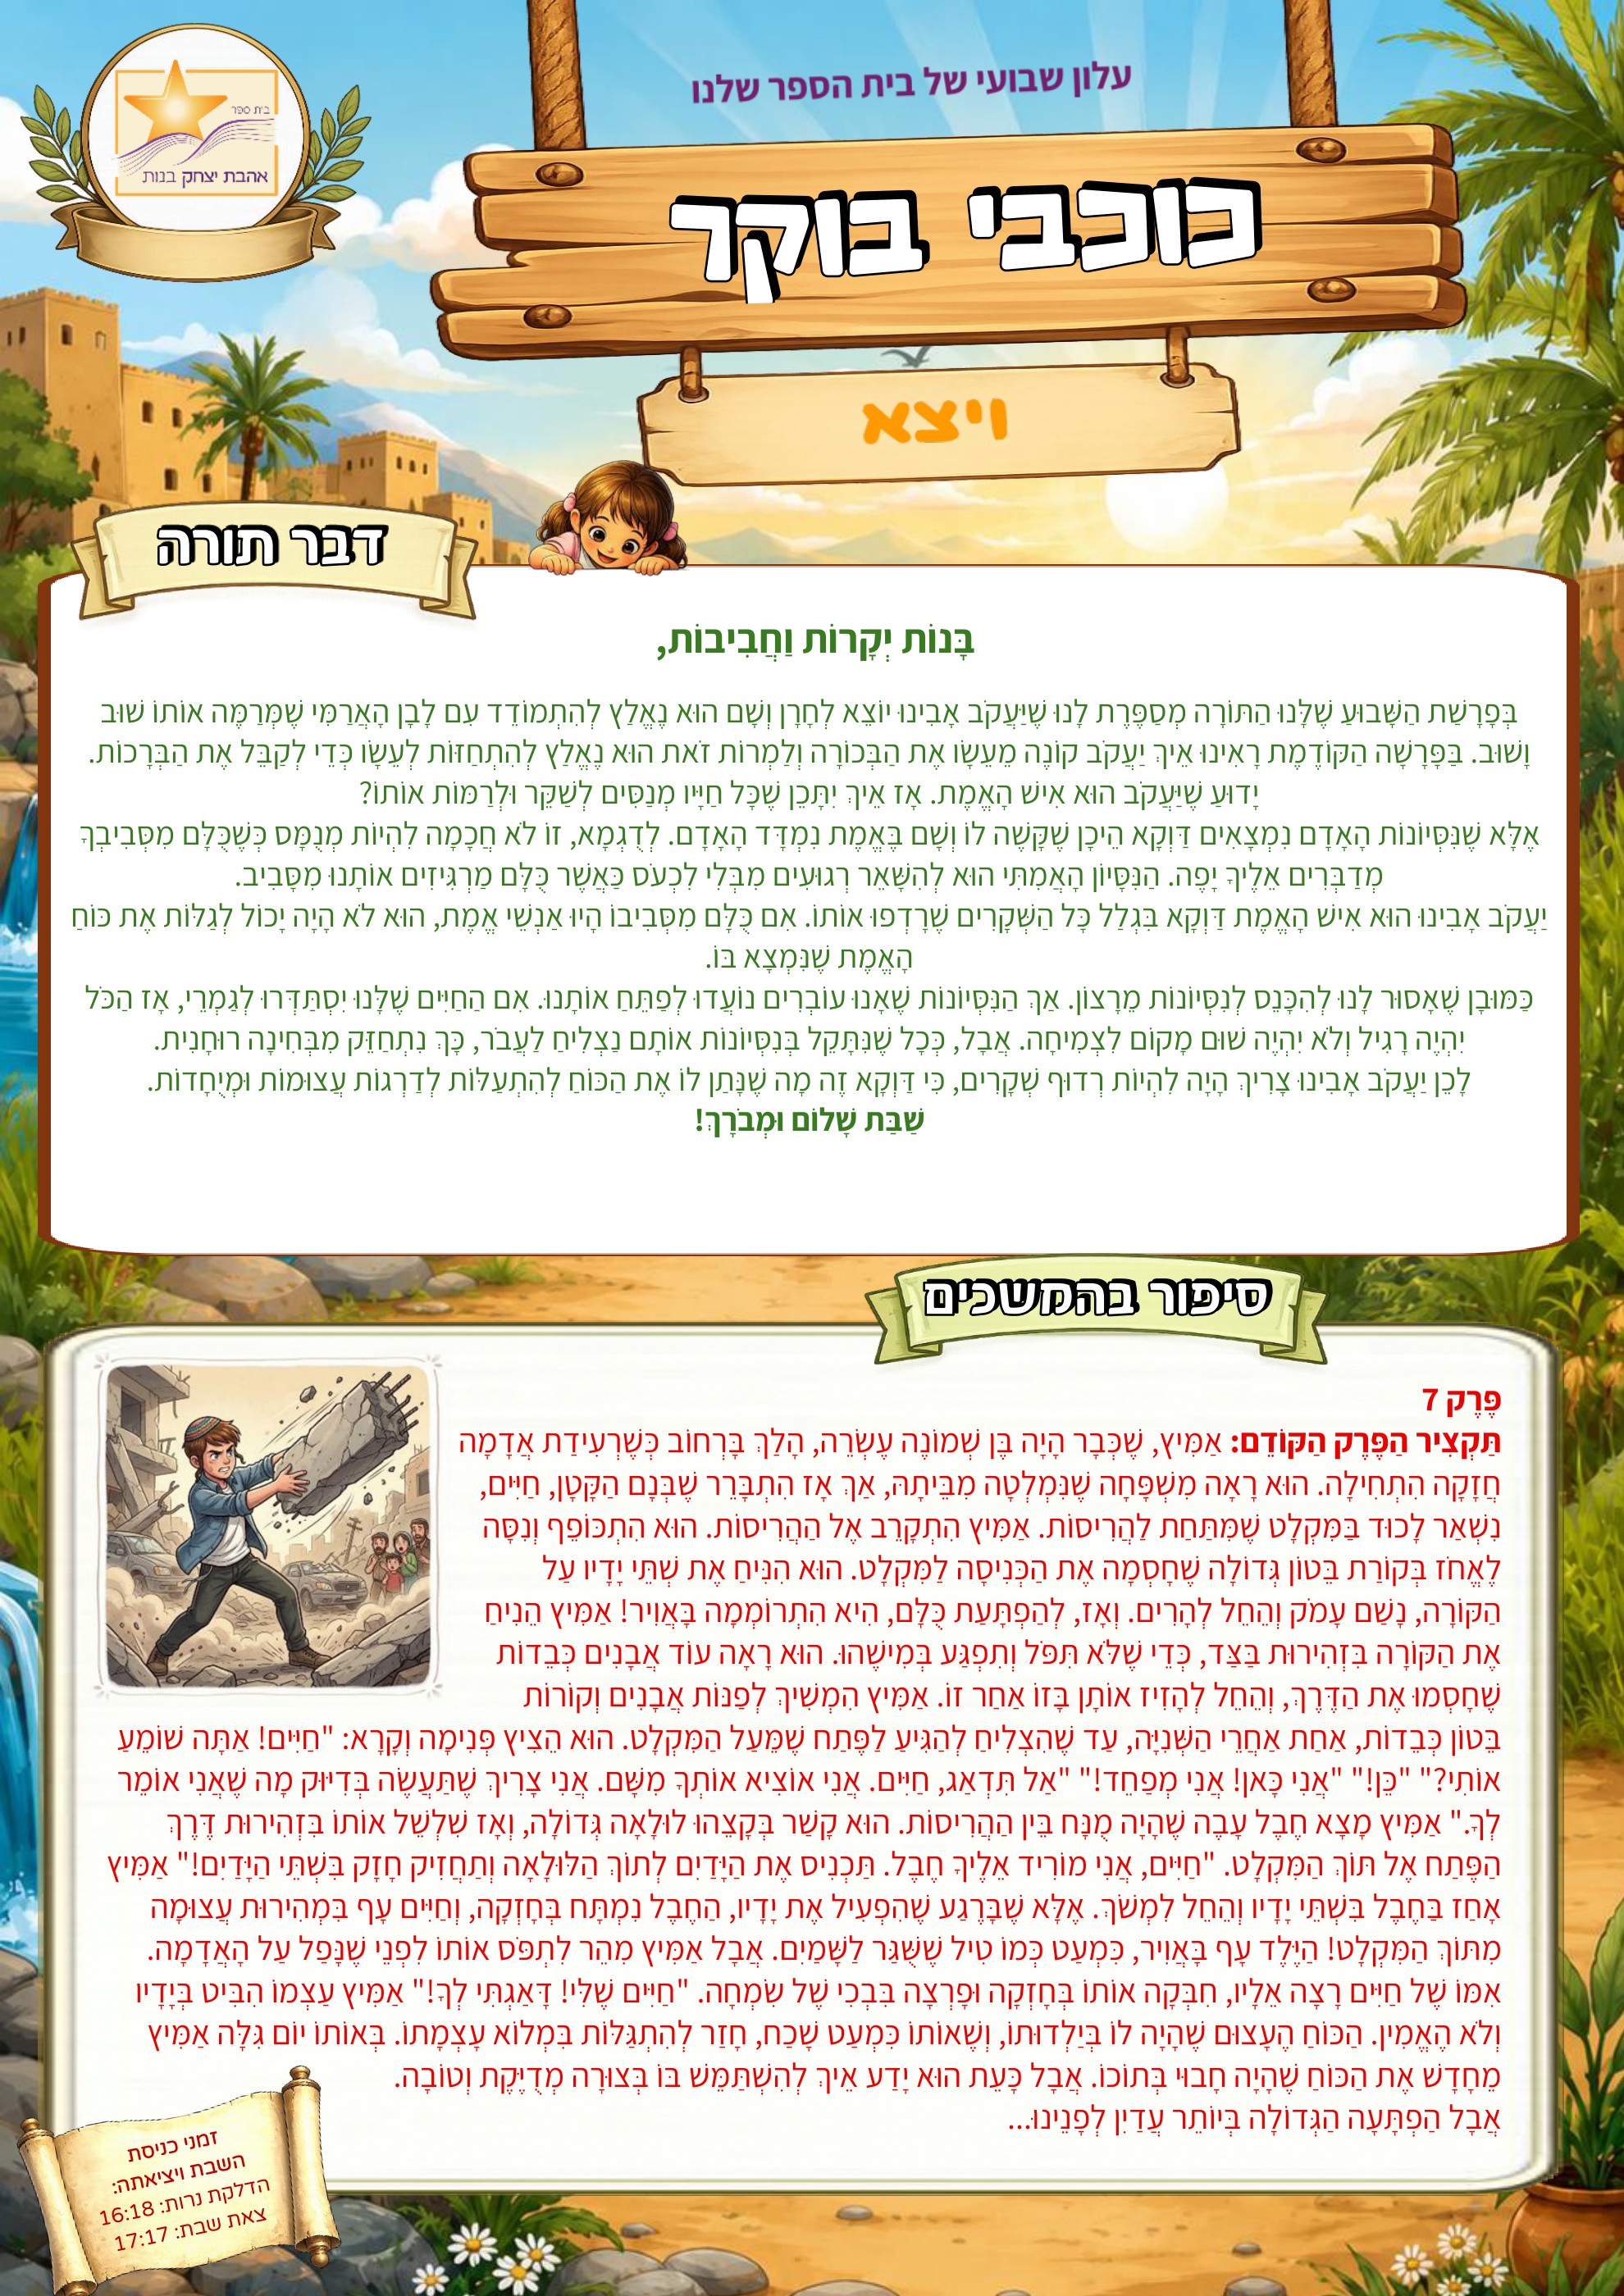 עלון שבועי של בית הספר שלנו
בית ספר
אהבת יצחק בנות
כוכבי בוקר
ויצא
דבר תורה
בָּנוֹת יְקָרוֹת וַחֲבִיבוֹת,
בְּפָרָשַׁת הַשָּׁבוּעַ שֶׁלָּנוּ הַתּוֹרָה מְסַפֶּרֶת לָנוּ שֶׁיַּעֲקֹב אָבִינוּ יוֹצֵא לְחָרָן וְשָׁם הוּא נֶאֱלַץ לְהִתְמוֹדֵד עִם לָבָן הָאֲרַמִּי שֶׁמְּרַמֶּה אוֹתוֹ שׁוּב
וָשׁוּב. בַּפָּרָשָׁה הַקּוֹדֶמֶת רָאִינוּ אֵיךְ יַעֲקֹב קוֹנֶה מֵעֵשָׂו אֶת הַבְּכוֹרָה וְלַמְרוֹת זֹאת הוּא נֶאֱלַץ לְהִתְחַזּוֹת לְעֵשָׂו כְּדֵי לְקַבֵּל אֶת הַבְּרָכוֹת.
יָדוּעַ שֶׁיַּעֲקֹב הוּא אִישׁ הָאֱמֶת. אָז אֵיךְ יִתָּכֵן שֶׁכָּל חַיָּיו מְנַסִּים לְשַׁקֵּר וּלְרַמּוֹת אוֹתוֹ?
אֶלָּא שֶׁנִּסְיוֹנוֹת הָאָדָם נִמְצָאִים דַּוְקָא הֵיכָן שֶׁקָּשֶׁה לוֹ וְשָׁם בֶּאֱמֶת נִמְדָּד הָאָדָם. לְדֻגְמָא, זוֹ לֹא חֲכָמָה לִהְיוֹת מְנֻמָּס כְּשֶׁכֻּלָּם מִסְּבִיבְךָ
מְדַבְּרִים אֵלֶיךָ יָפֶה. הַנִּסָּיוֹן הָאֲמִתִּי הוּא לְהִשָּׁאֵר רְגוּעִים מִבְּלִי לִכְעֹס כַּאֲשֶׁר כֻּלָּם מַרְגִּיזִים אוֹתָנוּ מִסָּבִיב.
יַעֲקֹב אָבִינוּ הוּא אִישׁ הָאֱמֶת דַּוְקָא בִּגְלַל כָּל הַשְּׁקָרִים שֶׁרָדְפוּ אוֹתוֹ. אִם כֻּלָּם מִסְּבִיבוֹ הָיוּ אַנְשֵׁי אֱמֶת, הוּא לֹא הָיָה יָכוֹל לְגַלּוֹת אֶת כּוֹחַ
הָאֱמֶת שֶׁנִּמְצָא בּוֹ.
כַּמּוּבָן שֶׁאָסוּר לָנוּ לְהִכָּנֵס לְנִסְיוֹנוֹת מֵרָצוֹן. אַךְ הַנִּסְיוֹנוֹת שֶׁאָנוּ עוֹבְרִים נוֹעֲדוּ לְפַתֵּחַ אוֹתָנוּ. אִם הַחַיִּים שֶׁלָּנוּ יִסְתַּדְּרוּ לְגַמְרֵי, אָז הַכֹּל
יִהְיֶה רָגִיל וְלֹא יִהְיֶה שׁוּם מָקוֹם לִצְמִיחָה. אֲבָל, כְּכָל שֶׁנִּתָּקֵל בְּנִסְיוֹנוֹת אוֹתָם נַצְלִיחַ לַעֲבֹר, כָּךְ נִתְחַזֵּק מִבְּחִינָה רוּחָנִית.
לָכֵן יַעֲקֹב אָבִינוּ צָרִיךְ הָיָה לִהְיוֹת רְדוּף שְׁקָרִים, כִּי דַּוְקָא זֶה מָה שֶׁנָּתַן לוֹ אֶת הַכּוֹחַ לְהִתְעַלּוֹת לְדַרְגוֹת עֲצוּמוֹת וּמְיֻחָדוֹת.
שַׁבַּת שָׁלוֹם וּמְבֹרָךְ!
סיפור בהמשכים
פֶּרֶק 7
תַּקְצִיר הַפֶּרֶק הַקּוֹדֵם: אַמִּיץ, שֶׁכְּבָר הָיָה בֶּן שְׁמוֹנֶה עֶשְׂרֵה, הָלַךְ בָּרְחוֹב כְּשֶׁרְעִידַת אֲדָמָה
חֲזָקָה הִתְחִילָה. הוּא רָאָה מִשְׁפָּחָה שֶׁנִּמְלְטָה מִבֵּיתָהּ, אַךְ אָז הִתְבָּרֵר שֶׁבְּנָם הַקָּטָן, חַיִּים,
נִשְׁאַר לָכוּד בַּמִּקְלָט שֶׁמִּתַּחַת לַהֲרִיסוֹת. אַמִּיץ הִתְקָרֵב אֶל הַהֲרִיסוֹת. הוּא הִתְכּוֹפֵף וְנִסָּה
לֶאֱחֹז בְּקוֹרַת בֵּטוֹן גְּדוֹלָה שֶׁחָסְמָה אֶת הַכְּנִיסָה לַמִּקְלָט. הוּא הִנִּיחַ אֶת שְׁתֵּי יָדָיו עַל
הַקּוֹרָה, נָשַׁם עָמֹק וְהֵחֵל לְהָרִים. וְאָז, לְהַפְתָּעַת כֻּלָּם, הִיא הִתְרוֹמְמָה בָּאֲוִיר! אַמִּיץ הֵנִיחַ
אֶת הַקּוֹרָה בִּזְהִירוּת בַּצַּד, כְּדֵי שֶׁלֹּא תִּפֹּל וְתִפְגַּע בְּמִישֶׁהוּ. הוּא רָאָה עוֹד אֲבָנִים כְּבֵדוֹת
שֶׁחָסְמוּ אֶת הַדֶּרֶךְ, וְהֵחֵל לְהָזִיז אוֹתָן בָּזוֹ אַחַר זוֹ. אַמִּיץ הִמְשִׁיךְ לְפַנּוֹת אֲבָנִים וְקוֹרוֹת
בֵּטוֹן כְּבֵדוֹת, אַחַת אַחֲרֵי הַשְּׁנִיָּה, עַד שֶׁהִצְלִיחַ לְהַגִּיעַ לַפֶּתַח שֶׁמֵּעַל הַמִּקְלָט. הוּא הֵצִיץ פְּנִימָה וְקָרָא: "חַיִּים! אַתָּה שׁוֹמֵעַ
אוֹתִי?" "כֵּן!" "אֲנִי כָּאן! אֲנִי מְפַחֵד!" "אַל תִּדְאַג, חַיִּים. אֲנִי אוֹצִיא אוֹתְךָ מִשָּׁם. אֲנִי צָרִיךְ שֶׁתַּעֲשֶׂה בְּדִיּוּק מָה שֶׁאֲנִי אוֹמֵר
לְךָ." אַמִּיץ מָצָא חֶבֶל עָבֶה שֶׁהָיָה מֻנָּח בֵּין הַהֲרִיסוֹת. הוּא קָשַׁר בְּקָצֵהוּ לוּלָאָה גְּדוֹלָה, וְאָז שִׁלְשֵׁל אוֹתוֹ בִּזְהִירוּת דֶּרֶךְ
הַפֶּתַח אֶל תּוֹךְ הַמִּקְלָט. "חַיִּים, אֲנִי מוֹרִיד אֵלֶיךָ חֶבֶל. תַּכְנִיס אֶת הַיָּדַיִם לְתוֹךְ הַלּוּלָאָה וְתַחֲזִיק חָזָק בִּשְׁתֵּי הַיָּדַיִם!" אַמִּיץ
אָחַז בַּחֶבֶל בִּשְׁתֵּי יָדָיו וְהֵחֵל לִמְשֹׁךְ. אֶלָּא שֶׁבָּרֶגַע שֶׁהִפְעִיל אֶת יָדָיו, הַחֶבֶל נִמְתַּח בְּחָזְקָה, וְחַיִּים עָף בִּמְהִירוּת עֲצוּמָה
מִתּוֹךְ הַמִּקְלָט! הַיֶּלֶד עָף בָּאֲוִיר, כִּמְעַט כְּמוֹ טִיל שֶׁשֻּׁגַּר לַשָּׁמַיִם. אֲבָל אַמִּיץ מִהֵר לִתְפֹּס אוֹתוֹ לִפְנֵי שֶׁנָּפַל עַל הָאֲדָמָה.
אִמּוֹ שֶׁל חַיִּים רָצָה אֵלָיו, חִבְּקָה אוֹתוֹ בְּחָזְקָה וּפָרְצָה בִּבְכִי שֶׁל שִׂמְחָה. "חַיִּים שֶׁלִּי! דָּאַגְתִּי לְךָ!" אַמִּיץ עַצְמוֹ הִבִּיט בְּיָדָיו
וְלֹא הֶאֱמִין. הַכּוֹחַ הֶעָצוּם שֶׁהָיָה לוֹ בְּיַלְדוּתוֹ, וְשֶׁאוֹתוֹ כִּמְעַט שָׁכַח, חָזַר לְהִתְגַּלּוֹת בִּמְלוֹא עָצְמָתוֹ. בְּאוֹתוֹ יוֹם גִּלָּה אַמִּיץ
מֵחָדָשׁ אֶת הַכּוֹחַ שֶׁהָיָה חָבוּי בְּתוֹכוֹ. אֲבָל כָּעֵת הוּא יָדַע אֵיךְ לְהִשְׁתַּמֵּשׁ בּוֹ בְּצוּרָה מְדֻיֶּקֶת וְטוֹבָה.
אֲבָל הַפְתָּעָה הַגְּדוֹלָה בְּיוֹתֵר עֲדַיִן לְפָנֵינוּ...
זמני כניסת
השבת ויציאתה:
הדלקת נרות: 16:18
צאת שבת: 17:17